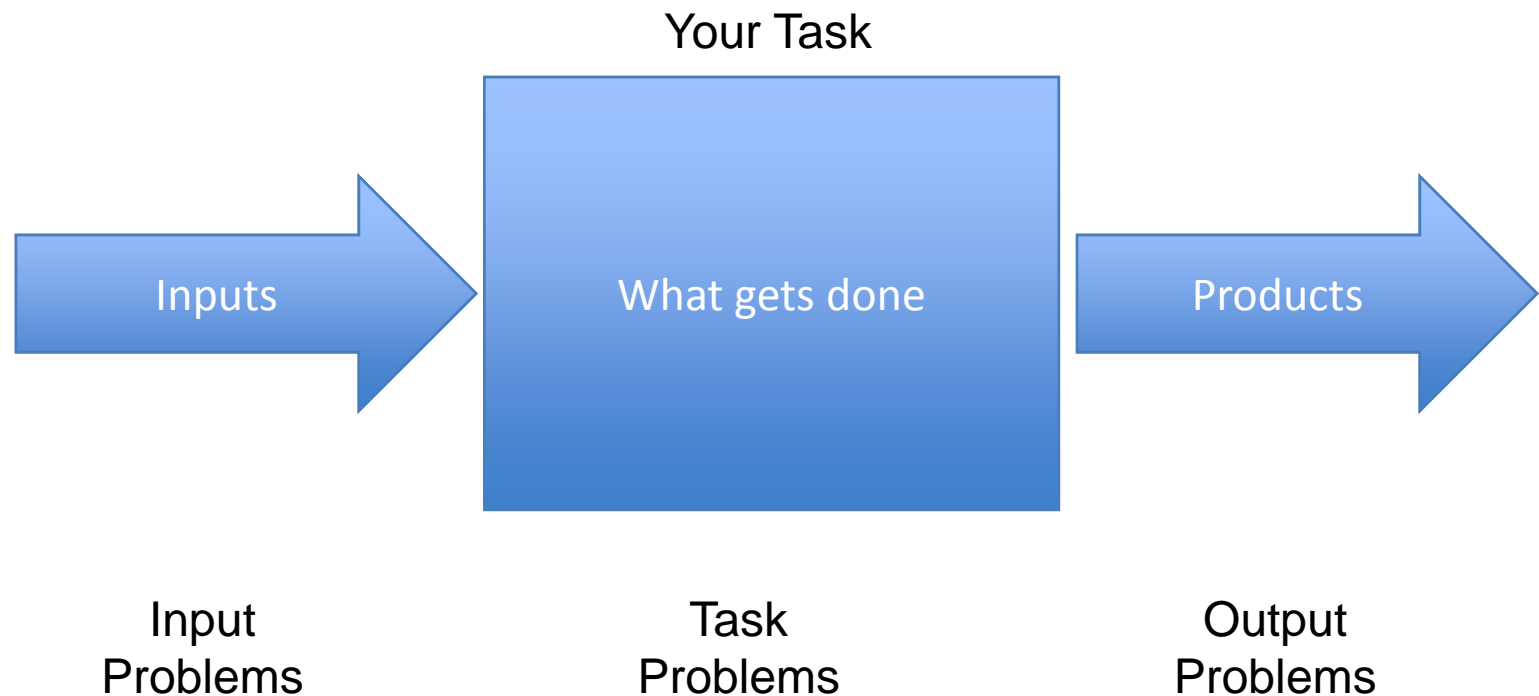 Your Task
Inputs
What gets done
Products
Input
Problems
Task
Problems
Output
Problems